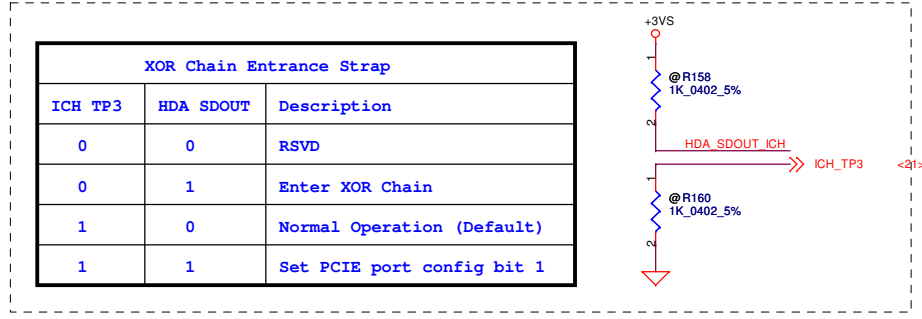 XOR Chain Entrance Strap
ICH TP3 HDA SDOUT Description
0 0 RSVD
0 1 Enter XOR Chain
1 0 Normal Operation (Default)
1 1 Set PCIE port config bit 1
+3VS
1
@R158
1K_0402_5%
2
HDA_SDOUT_ICH
ICH_TP3 <21>
1
@R160
1K_0402_5%
2